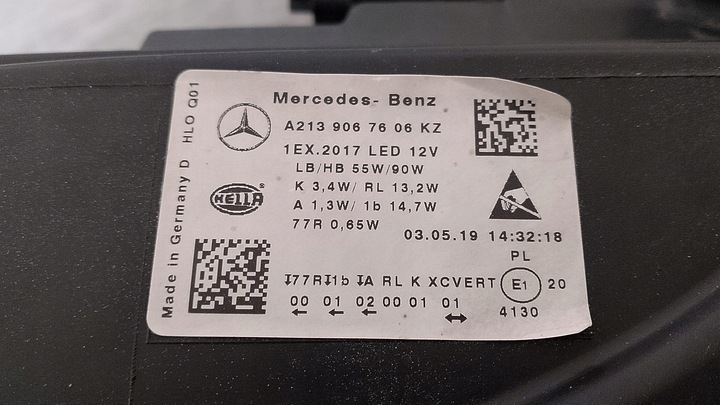 Mercedes- Benz
A213 906 76 06 KZ
1EX.2017 LED 12V
LB/HB 55W/90W
K 3,4W/ RL 13,2W
A 1,3W/ 1b 14,7W
77R 0,65W
03.05.19 14:32:18
PL
77R 1b A RL K XCVERT E1 20
00 01 02 00 01 01 4130
HELLA
Made in Germany D HLO Q01